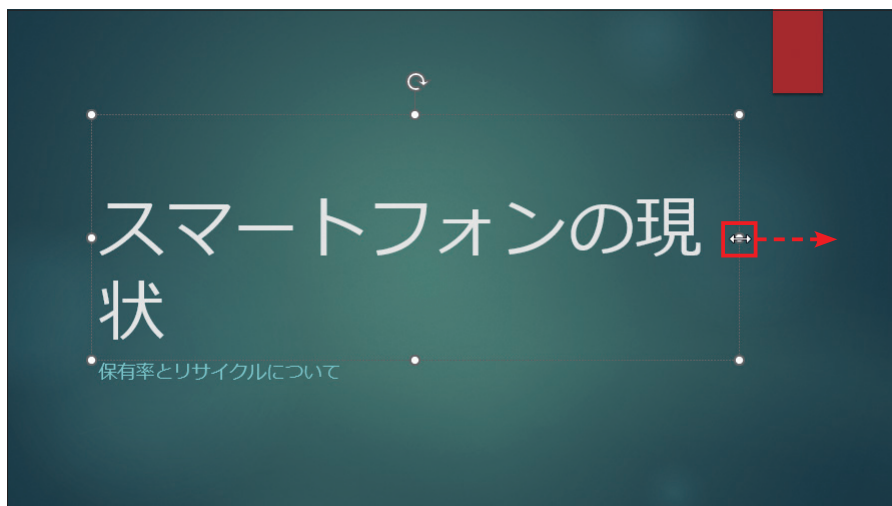 スマートフォンの現
状
保有率とリサイクルについて